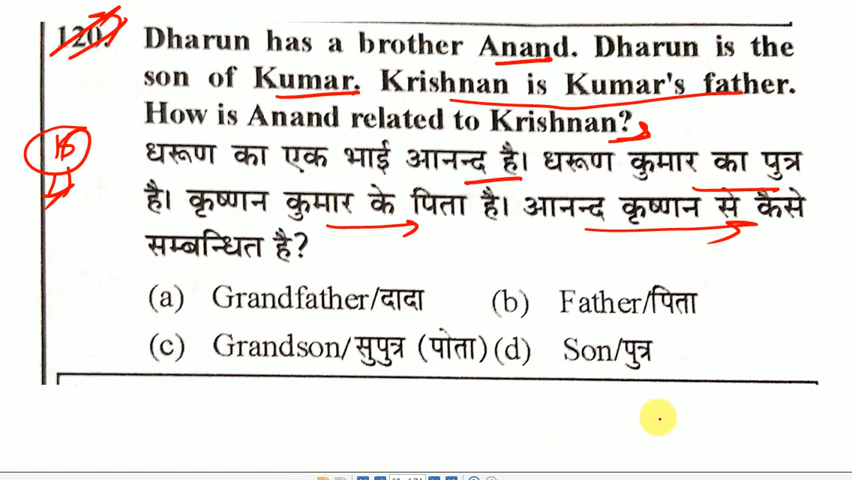 120. Dharun has a brother Anand. Dharun is the
son of Kumar. Krishnan is Kumar's father.
How is Anand related to Krishnan?
धरूण का एक भाई आनन्द है। धरूण कुमार का पुत्र
है। कृष्णन कुमार के पिता है। आनन्द कृष्णन से कैसे
सम्बन्धित है?
(a) Grandfather/दादा (b) Father/पिता
(c) Grandson/सुपुत्र (पोता) (d) Son/पुत्र